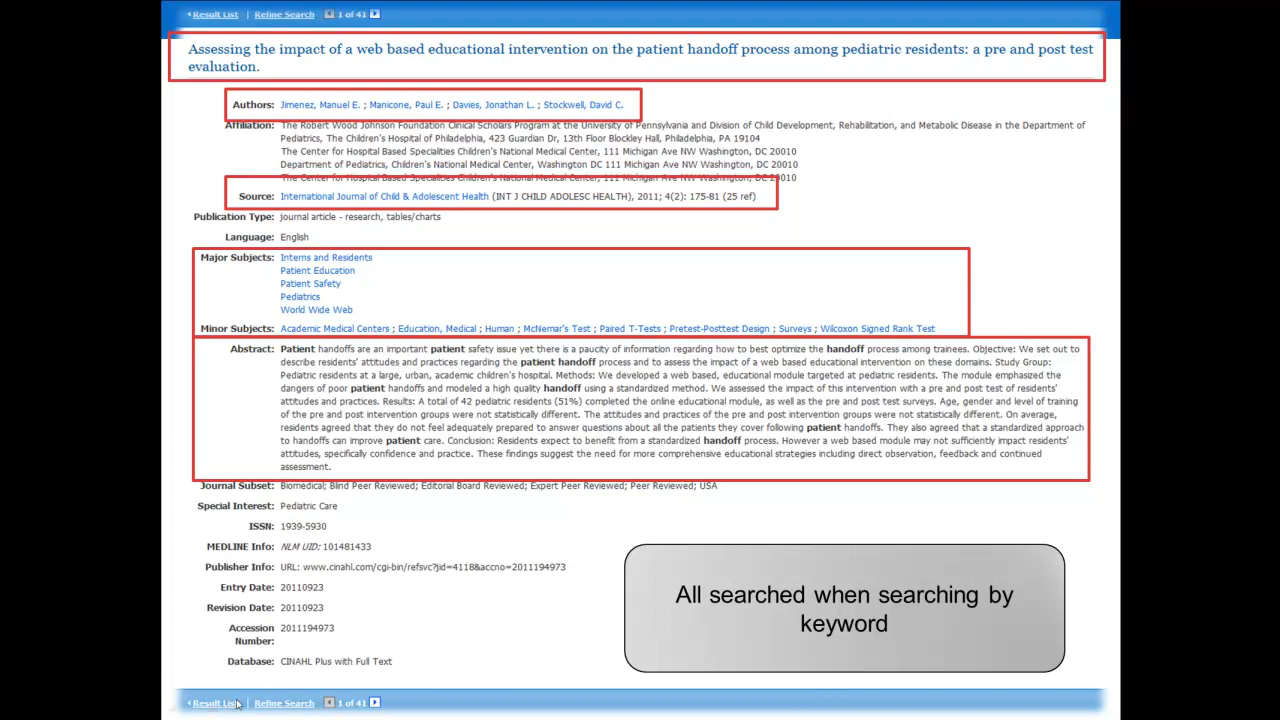 Result List | Refine Search 1 of 41
Assessing the impact of a web based educational intervention on the patient handoff process among pediatric residents: a pre and post test
evaluation.
Authors: Jimenez, Manuel E. ; Manicone, Paul E. ; Davies, Jonathan L. ; Stockwell, David C.
Affiliation: The Robert Wood Johnson Foundation Clinical Scholars Program at the University of Pennsylvania and Division of Child Development, Rehabilitation, and Metabolic Disease in the Department of
Pediatrics, The Children's Hospital of Philadelphia, 423 Guardian Dr, 13th Floor Blockley Hall, Philadelphia, PA 19104
The Center for Hospital Based Specialities Children's National Medical Center, 111 Michigan Ave NW Washington, DC 20010
Department of Pediatrics, Children's National Medical Center, Washington DC 111 Michigan Ave NW Washington, DC 20010
The Center for Hospital Based Specialties Children's National Medical Center, 111 Michigan Ave NW Washington, DC 20010
Source: International Journal of Child & Adolescent Health (INT J CHILD ADOLESC HEALTH), 2011; 4(2): 175-81 (25 ref)
Publication Type: journal article - research, tables/charts
Language: English
Major Subjects: Interns and Residents
Patient Education
Patient Safety
Pediatrics
World Wide Web
Minor Subjects: Academic Medical Centers ; Education, Medical ; Human ; McNemar's Test ; Paired T-Tests ; Pretest-Posttest Design ; Surveys ; Wilcoxon Signed Rank Test
Abstract: Patient handoffs are an important patient safety issue yet there is a paucity of information regarding how to best optimize the handoff process among trainees. Objective: We set out to
describe residents' attitudes and practices regarding the patient handoff process and to assess the impact of a web based educational intervention on these domains. Study Group:
Pediatric residents at a large, urban, academic children's hospital. Methods: We developed a web based, educational module targeted at pediatric residents. The module emphasized the
dangers of poor patient handoffs and modeled a high quality handoff using a standardized method. We assessed the impact of this intervention with a pre and post test of residents'
attitudes and practices. Results: A total of 42 pediatric residents (51%) completed the online educational module, as well as the pre and post test surveys. Age, gender and level of training
of the pre and post intervention groups were not statistically different. The attitudes and practices of the pre and post intervention groups were not statistically different. On average,
residents agreed that they do not feel adequately prepared to answer questions about all the patients they cover following patient handoffs. They also agreed that a standardized approach
to handoffs can improve patient care. Conclusion: Residents expect to benefit from a standardized handoff process. However a web based module may not sufficiently impact residents'
attitudes, specifically confidence and practice. These findings suggest the need for more comprehensive educational strategies including direct observation, feedback and continued
assessment.
Journal Subset: Biomedical; Blind Peer Reviewed; Editorial Board Reviewed; Expert Peer Reviewed; Peer Reviewed; USA
Special Interest: Pediatric Care
ISSN: 1939-5930
MEDLINE Info: NLM UID: 101481433
Publisher Info: URL: www.cinahl.com/cgi-bin/refsvc?jid=4118&accno=2011194973
Entry Date: 20110923
Revision Date: 20110923
Accession 2011194973
Number:
Database: CINAHL Plus with Full Text
All searched when searching by
keyword
Result List | Refine Search 1 of 41